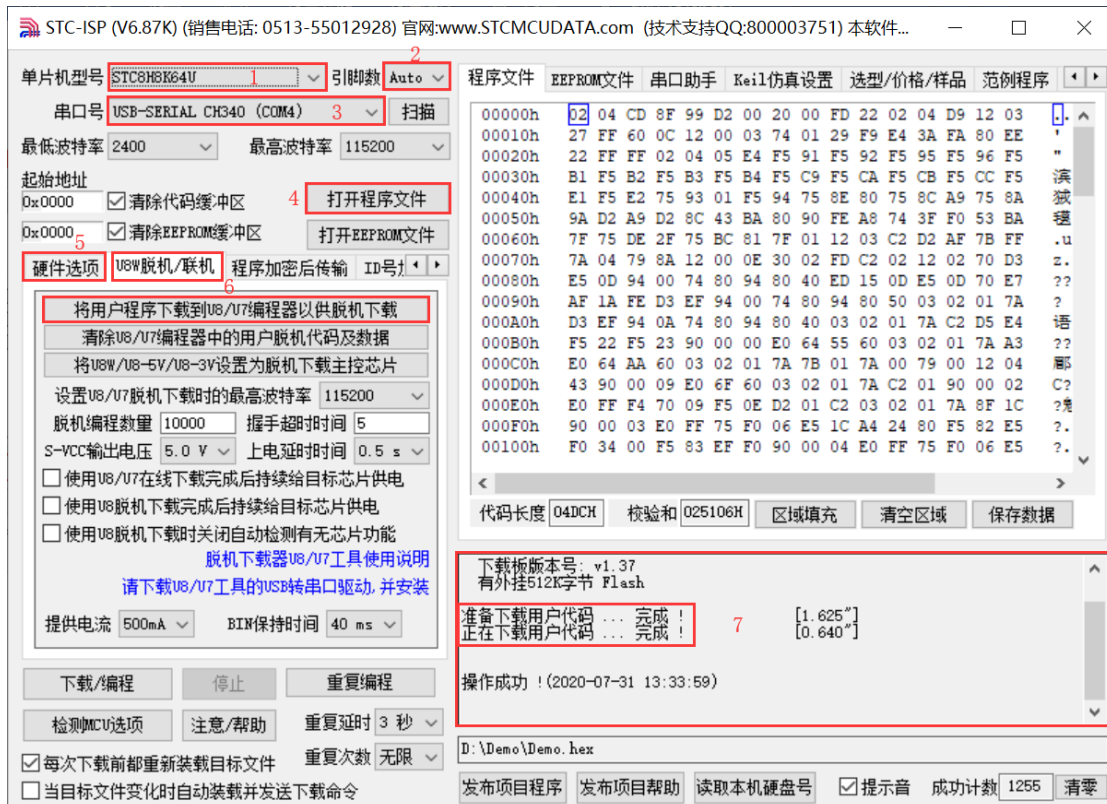 STC-ISP (V6.87K) (销售电话: 0513-55012928) 官网:www.STCMCUDATA.com (技术支持QQ:800003751) 本软件...
单片机型号 STC8H8K64U 1 引脚数 Auto 2
串口号 USB-SERIAL CH340 (COM4) 3 扫描
最低波特率 2400 最高波特率 115200
起始地址
0x0000 清除代码缓冲区 4 打开程序文件
0x0000 清除EEPROM缓冲区 打开EEPROM文件
5
硬件选项 U8W脱机/联机 程序加密后传输 ID号
6
将用户程序下载到U8/U7编程器以供脱机下载
清除U8/U7编程器中的用户脱机代码及数据
将U8W/U8-5V/U8-3V设置为脱机下载主控芯片
设置U8/U7脱机下载时的最高波特率 115200
脱机编程数量 10000 握手超时时间 5
S-VCC输出电压 5.0 V 上电延时时间 0.5 s
使用U8/U7在线下载完成后持续给目标芯片供电
使用U8脱机下载完成后持续给目标芯片供电
使用U8脱机下载时关闭自动检测有无芯片功能
脱机下载器U8/U7工具使用说明
请下载U8/U7工具的USB转串口驱动,并安装
提供电流 500mA BIN保持时间 40 ms
下载/编程 停止 重复编程
检测MCU选项 注意/帮助 重复延时 3 秒
重复次数 无限
每次下载前都重新装载目标文件
当目标文件变化时自动装载并发送下载命令
程序文件 EEPROM文件 串口助手 Keil仿真设置 选型/价格/样品 范例程序
00000h 02 04 CD 8F 99 D2 00 20 00 FD 22 02 04 D9 12 03 ..
00010h 27 FF 60 0C 12 00 03 74 01 29 F9 E4 3A FA 80 EE '
00020h 22 FF FF 02 04 05 E4 F5 91 F5 92 F5 95 F5 96 F5 "
00030h B1 F5 B2 F5 B3 F5 B4 F5 C9 F5 CA F5 CB F5 CC F5 滨
00040h E1 F5 E2 75 93 01 F5 94 75 8E 80 75 8C A9 75 8A
00050h 9A D2 A9 D2 8C 43 BA 80 90 FE A8 74 3F F0 53 BA
00060h 7F 75 DE 2F 75 BC 81 7F 01 12 03 C2 D2 AF 7B FF .u
00070h 7A 04 79 8A 12 00 0E 30 02 FD C2 02 12 02 70 D3 z.
00080h E5 0D 94 00 74 80 94 80 40 ED 15 0D E5 0D 70 E7 ??
00090h AF 1A FE D3 EF 94 00 74 80 94 80 50 03 02 01 7A ?
000A0h D3 EF 94 0A 74 80 94 80 40 03 02 01 7A C2 D5 E4 语
000B0h F5 22 F5 23 90 00 00 E0 64 55 60 03 02 01 7A A3 ??
000C0h E0 64 AA 60 03 02 01 7A 7B 01 7A 00 79 00 12 04
000D0h 43 90 00 09 E0 6F 60 03 02 01 7A C2 01 90 00 02 C?
000E0h E0 FF F4 70 09 F5 0E D2 01 C2 03 02 01 7A 8F 1C
000F0h 90 00 03 E0 FF 75 F0 06 E5 1C A4 24 80 F5 82 E5 ?.
00100h F0 34 00 F5 83 EF F0 90 00 04 E0 FF 75 F0 06 E5 ?.
代码长度 04DCH 校验和 025106H 区域填充 清空区域 保存数据
下载板版本号: v1.37
有外挂512K字节 Flash
准备下载用户代码 ... 完成 ! [1.625"]
正在下载用户代码 ... 完成 ! [0.640"]
7
操作成功 !(2020-07-31 13:33:59)
D:\Demo\Demo.hex
发布项目程序 发布项目帮助 读取本机硬盘号 提示音 成功计数 1255 清零